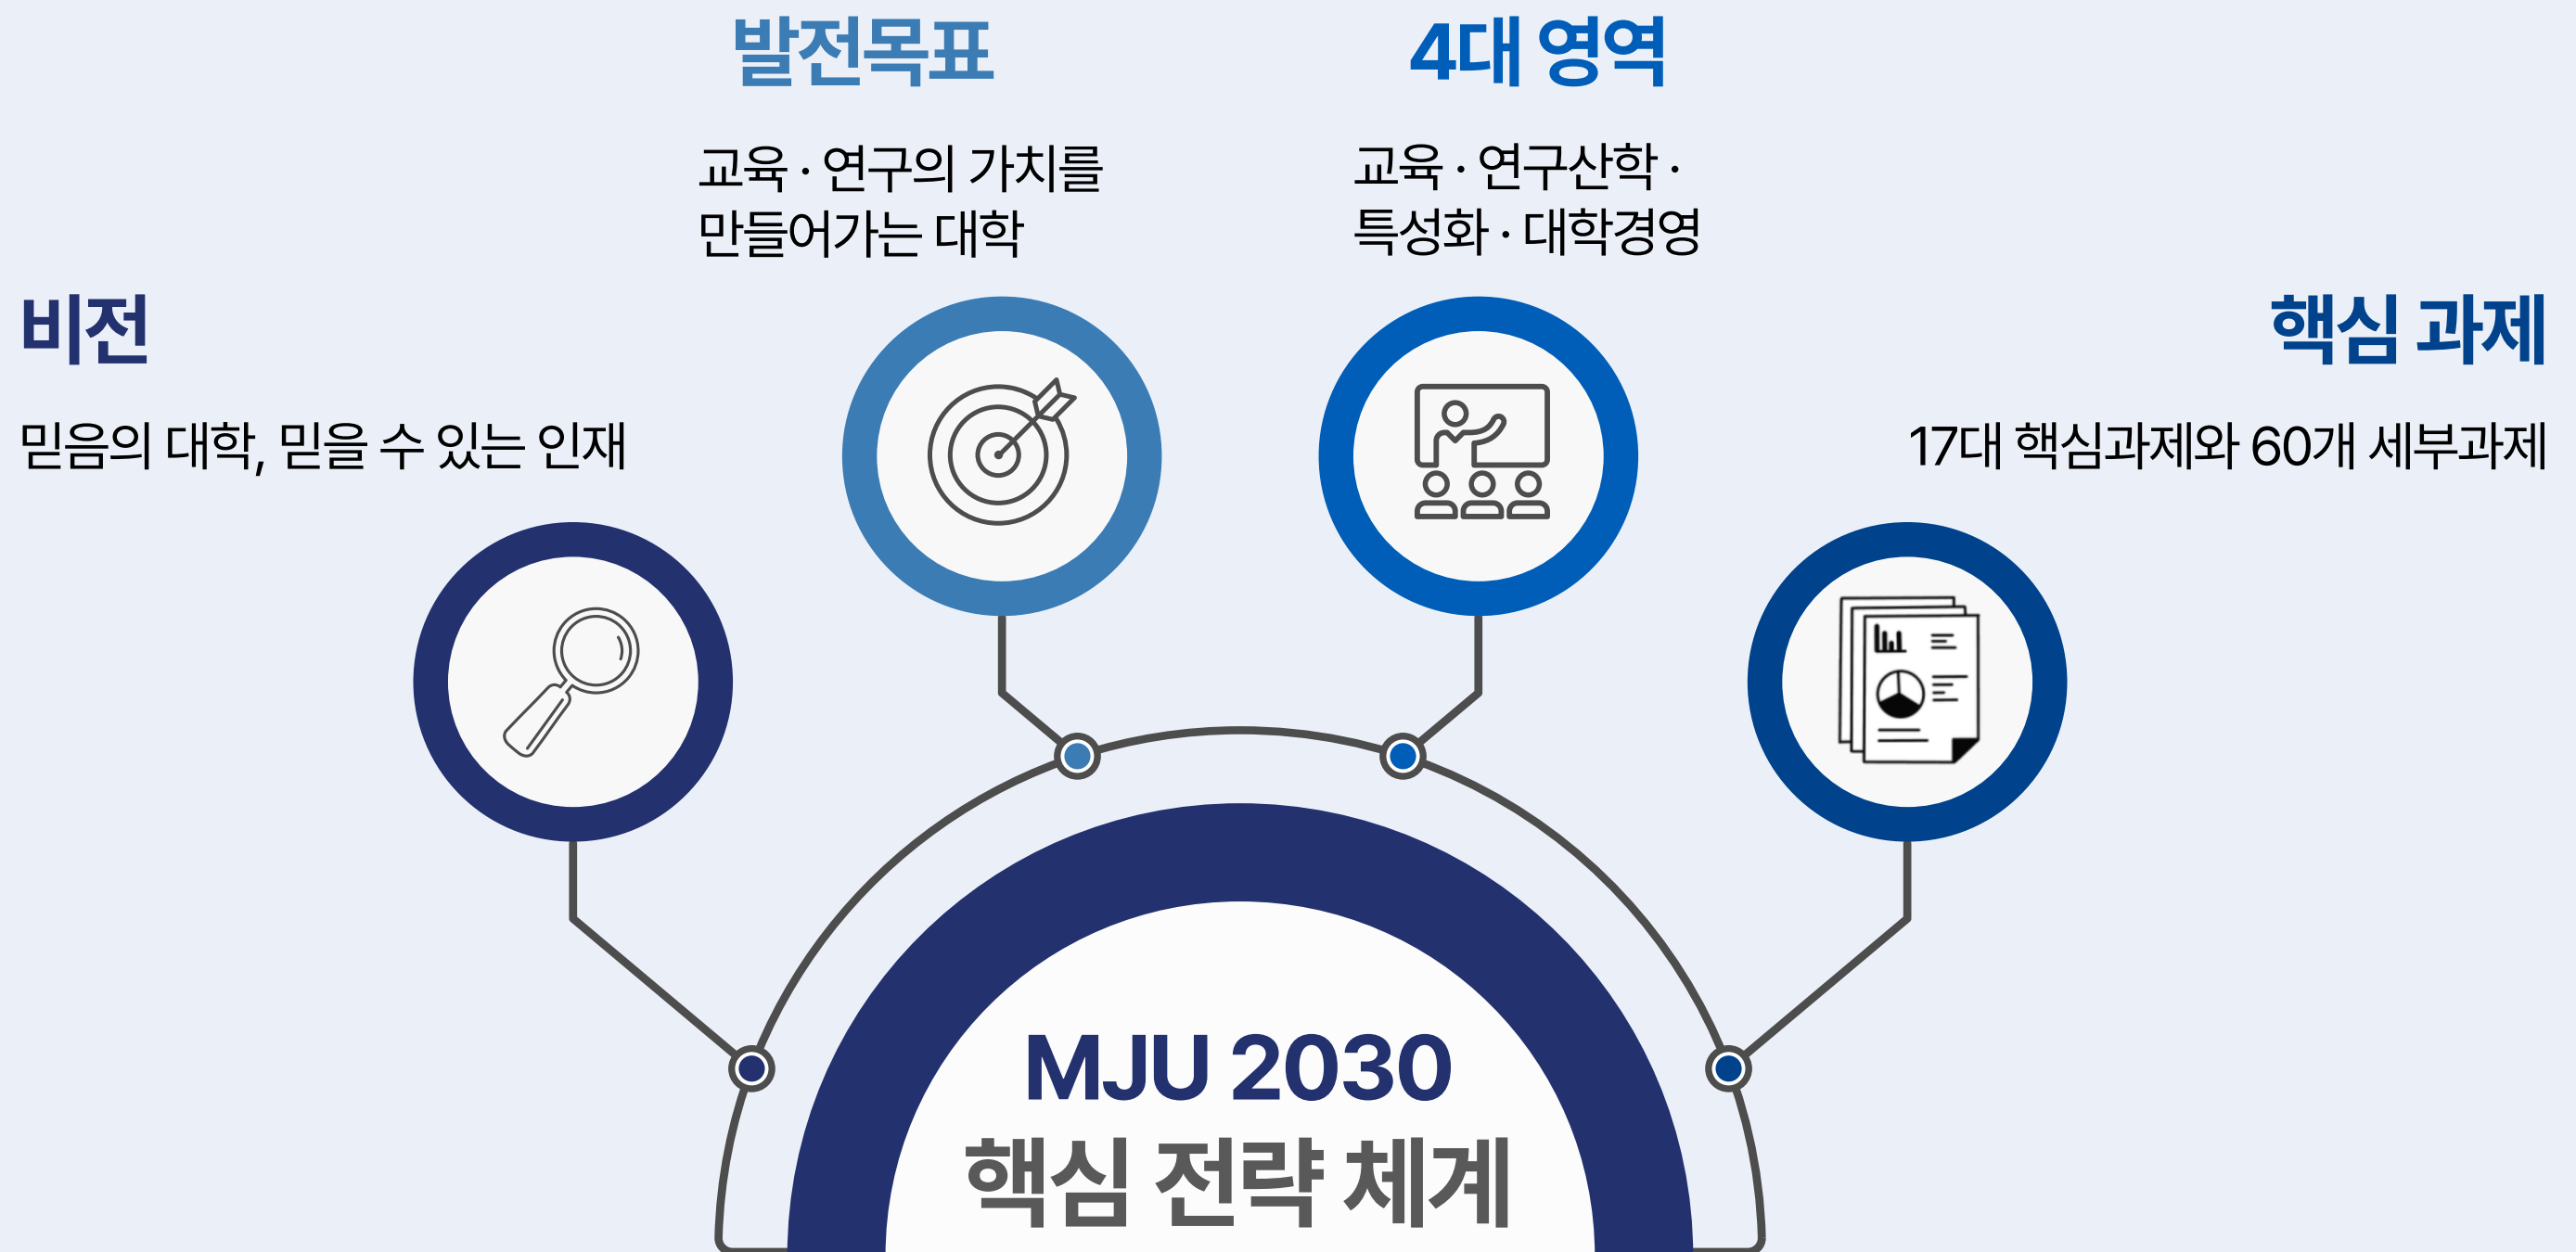 발전목표
교육 · 연구의 가치를
만들어가는 대학
4대 영역
교육 · 연구산학 ·
특성화 · 대학경영
비전
믿음의 대학, 믿을 수 있는 인재
핵심 과제
17대 핵심과제와 60개 세부과제
MJU 2030
핵심 전략 체계